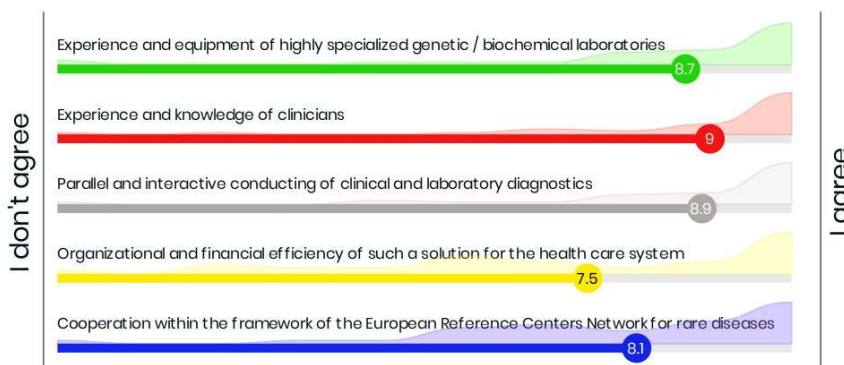 I don't agree
Experience and equipment of highly specialized genetic / biochemical laboratories
8.7
Experience and knowledge of clinicians
9
Parallel and interactive conducting of clinical and laboratory diagnostics
8.9
Organizational and financial efficiency of such a solution for the health care system
7.5
Cooperation within the framework of the European Reference Centers Network for rare diseases
8.1
I agree